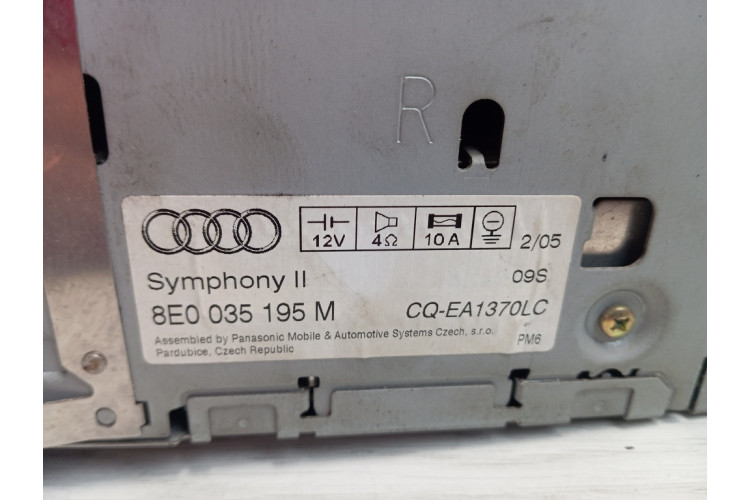 R
12V 4Ω 10A 2/05
Symphony II 09S
8E0 035 195 M CQ-EA1370LC
Assembled by Panasonic Mobile & Automotive Systems Czech, s.r.o.
Pardubice, Czech Republic PM6